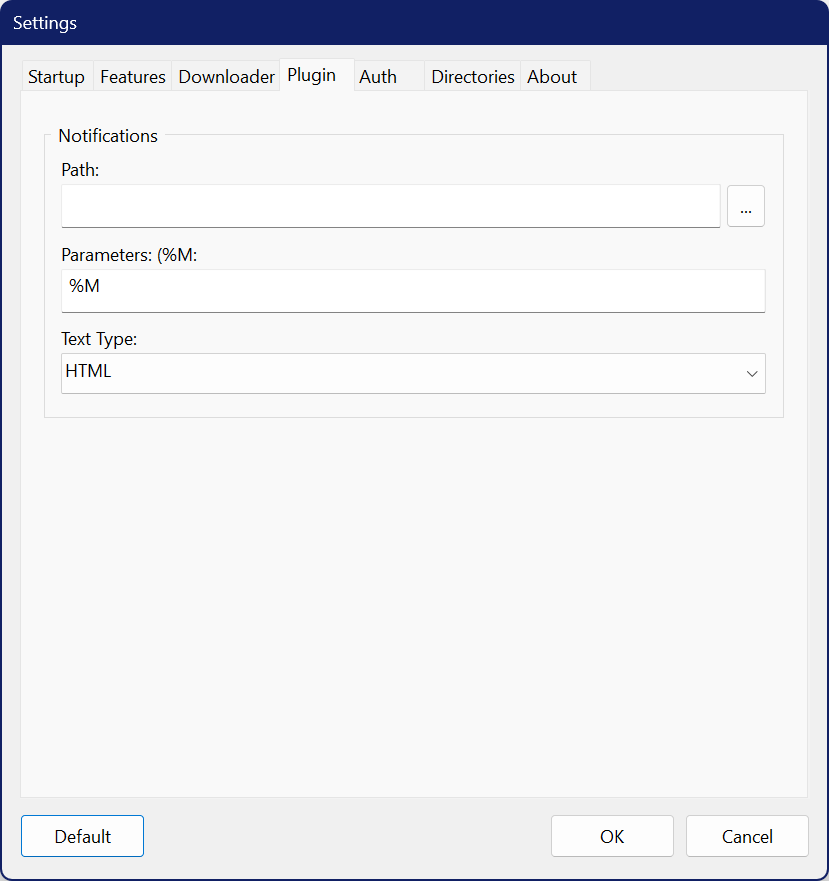 Settings
Startup Features Downloader Plugin Auth Directories About
Notifications
Path:
...
Parameters: (%M:
%M
Text Type:
HTML
Default OK Cancel